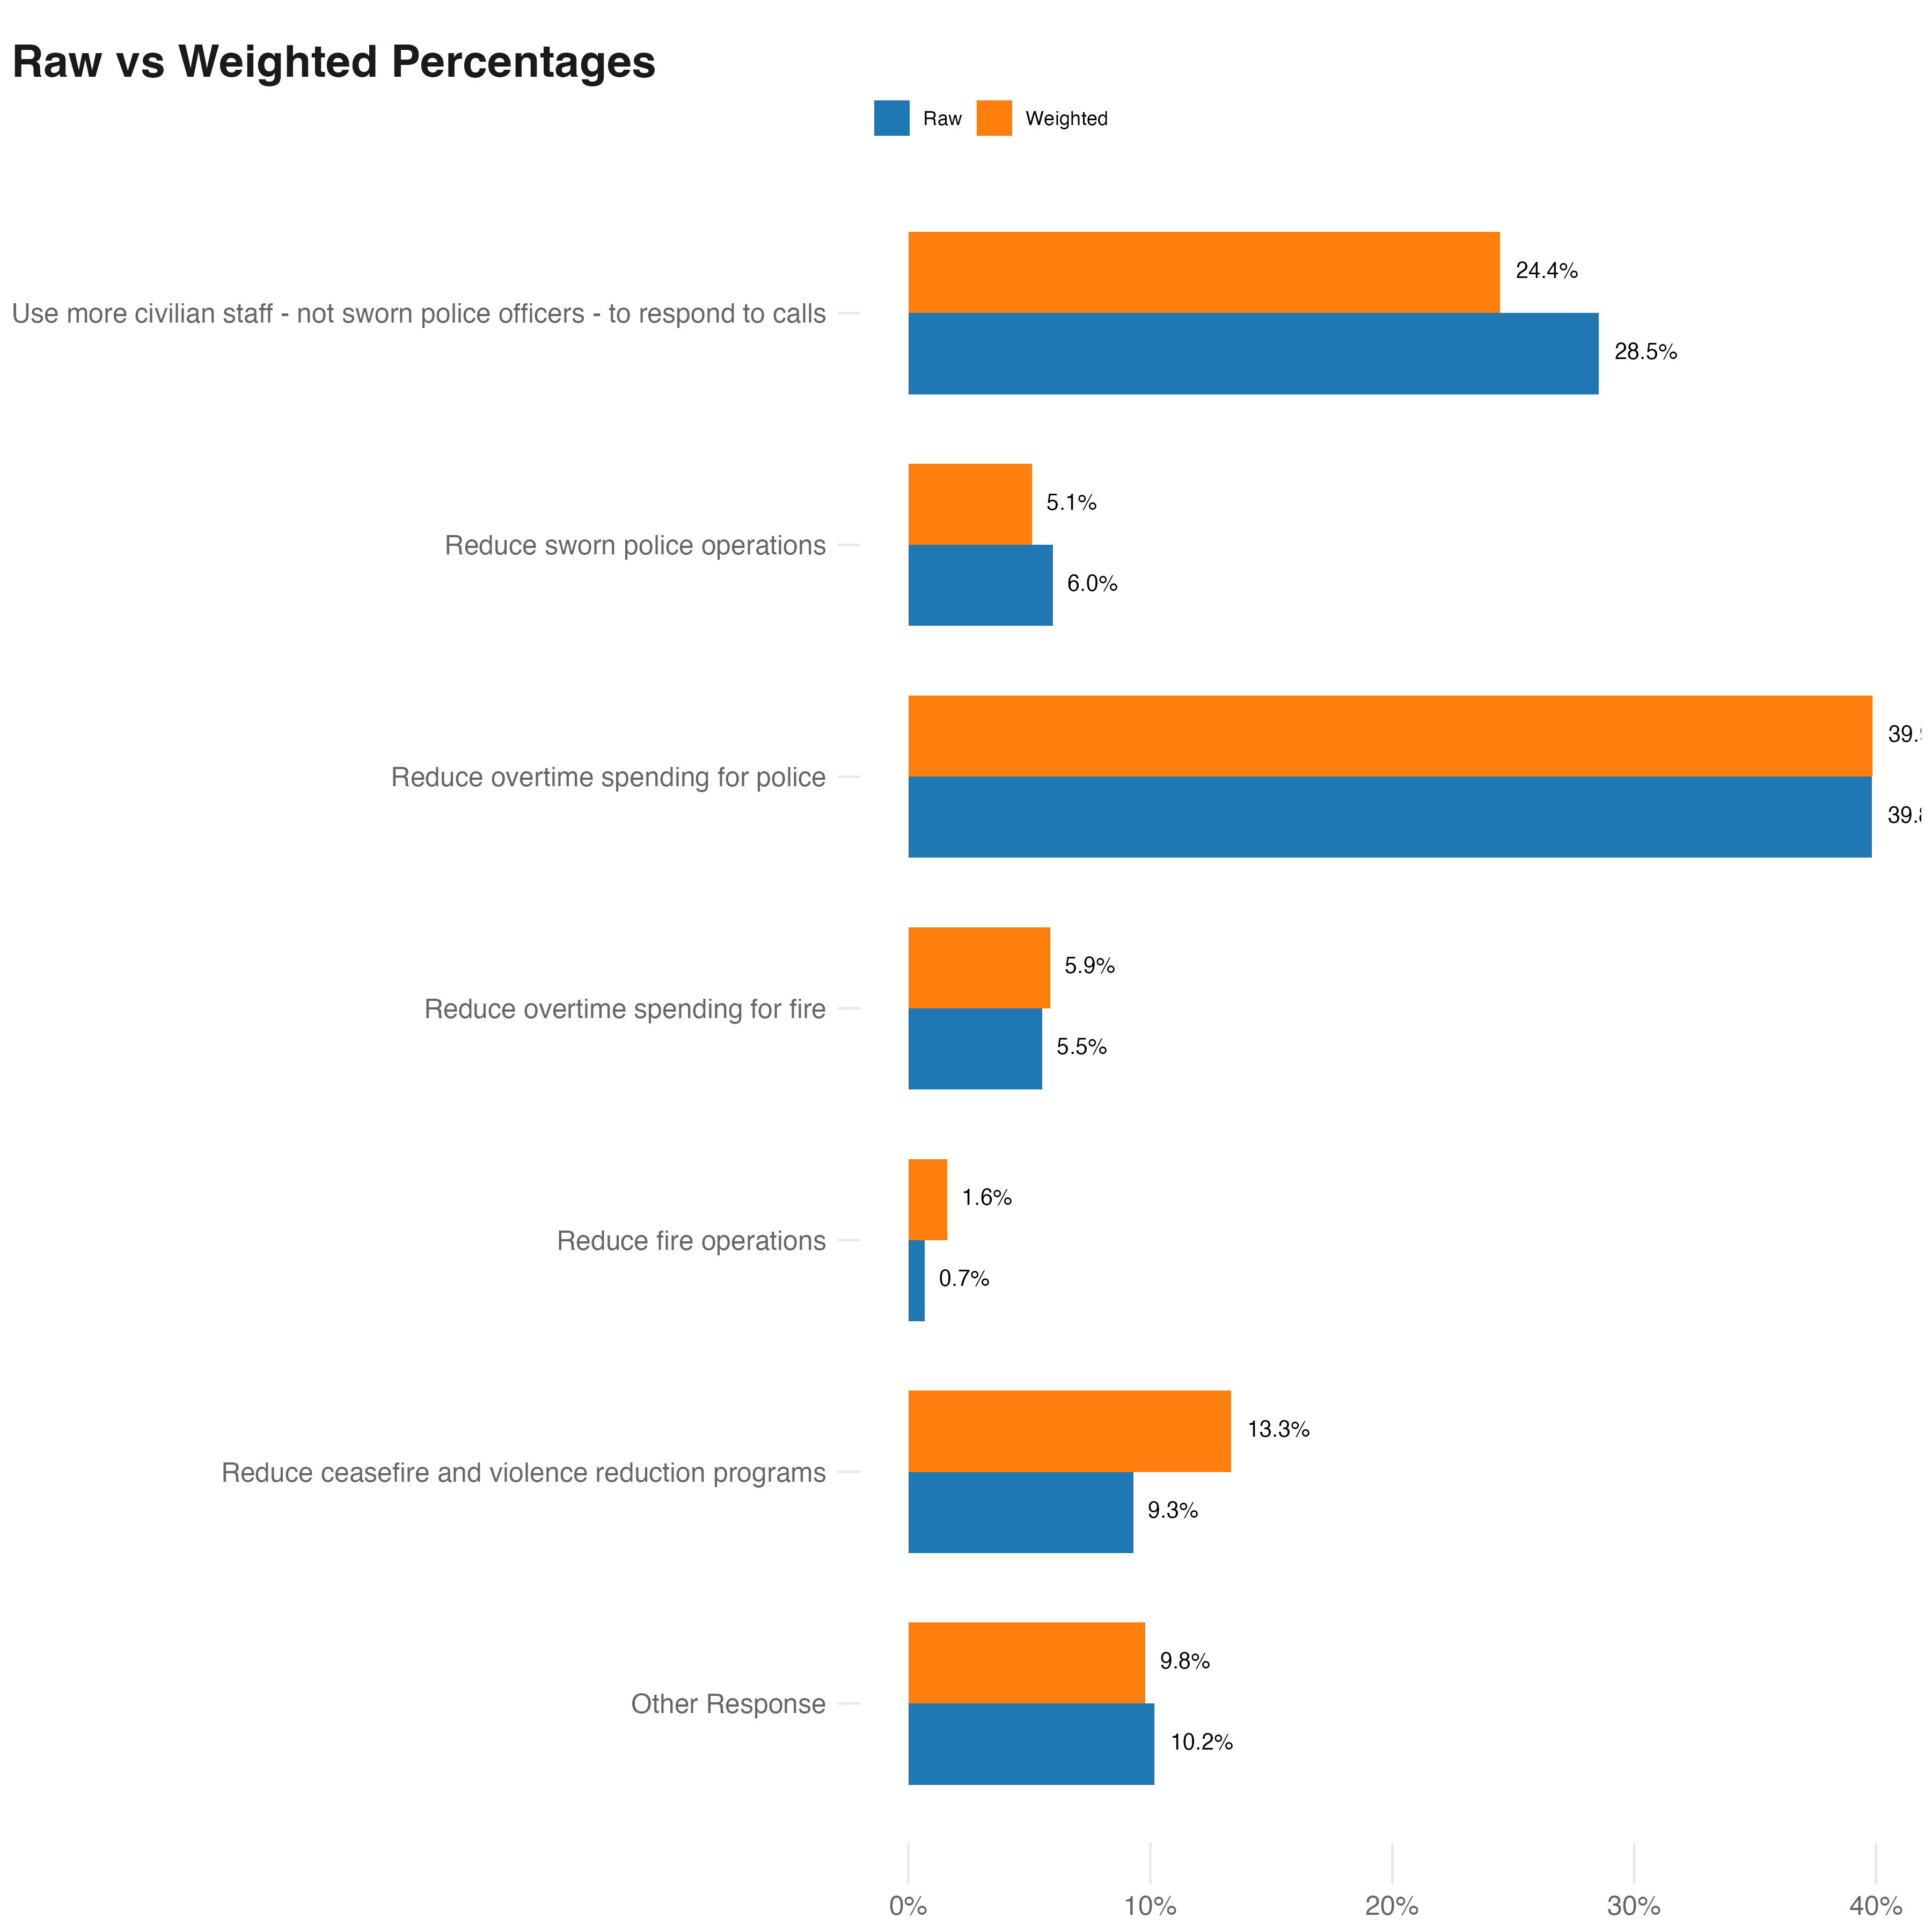 Raw vs Weighted Percentages
Raw Weighted
Use more civilian staff - not sworn police officers - to respond to calls
24.4%
28.5%
Reduce sworn police operations
5.1%
6.0%
Reduce overtime spending for police
Reduce overtime spending for fire
5.9%
5.5%
Reduce fire operations
1.6%
0.7%
Reduce ceasefire and violence reduction programs
13.3%
9.3%
Other Response
9.8%
10.2%
0% 10% 20% 30% 40%